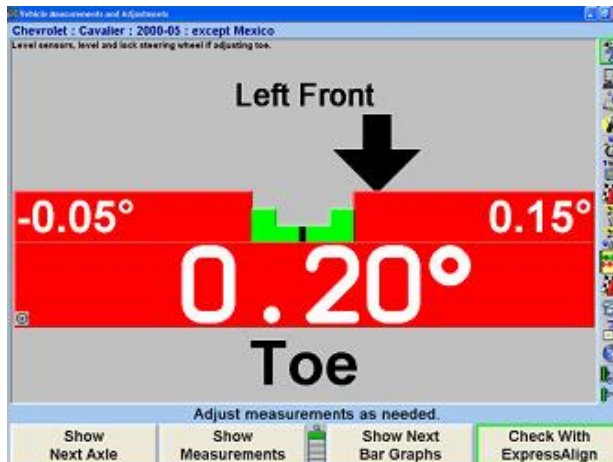 Vehicle Measurements and Adjustments
Chevrolet : Cavalier : 2000-05 : except Mexico
Level sensors, level and lock steering wheel if adjusting toe.
Left Front
-0.05° 0.15°
0.20°
Toe
Adjust measurements as needed.
Show Next Axle
Show Measurements
Show Next Bar Graphs
Check With ExpressAlign